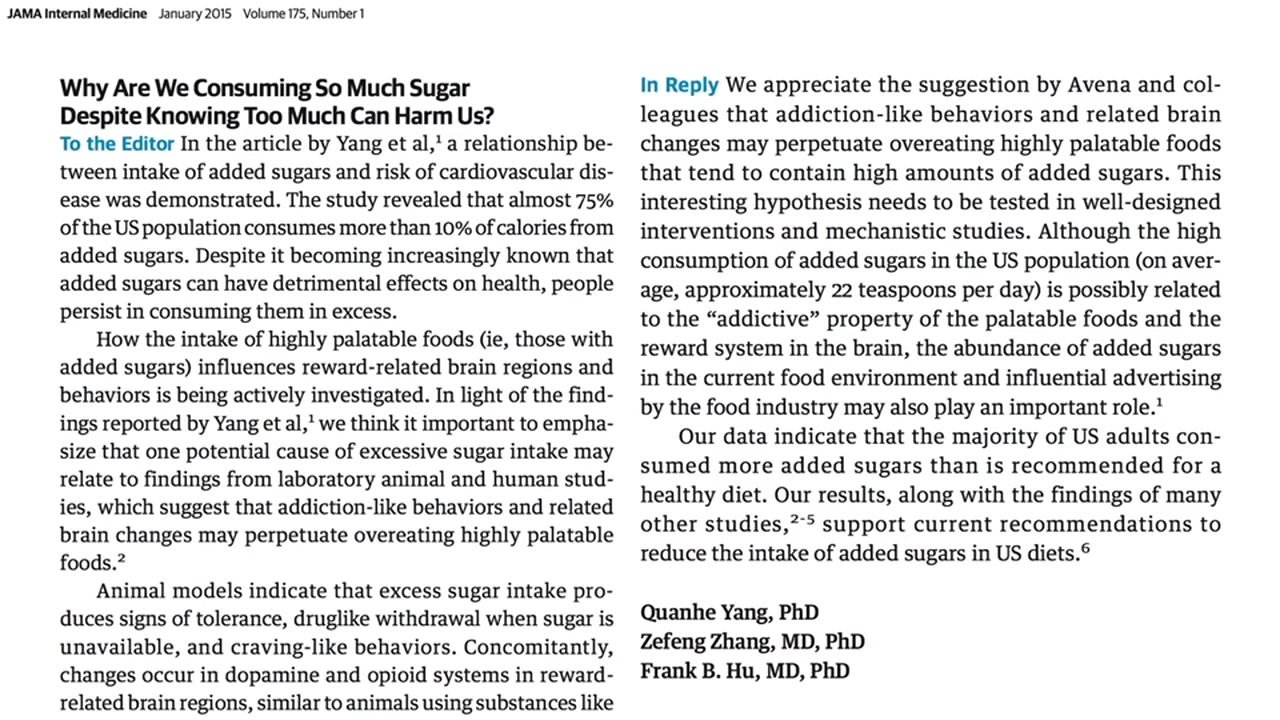 JAMA Internal Medicine January 2015 Volume 175, Number 1
Why Are We Consuming So Much Sugar
Despite Knowing Too Much Can Harm Us?
To the Editor In the article by Yang et al,¹ a relationship be-
tween intake of added sugars and risk of cardiovascular dis-
ease was demonstrated. The study revealed that almost 75%
of the US population consumes more than 10% of calories from
added sugars. Despite it becoming increasingly known that
added sugars can have detrimental effects on health, people
persist in consuming them in excess.
How the intake of highly palatable foods (ie, those with
added sugars) influences reward-related brain regions and
behaviors is being actively investigated. In light of the find-
ings reported by Yang et al,¹ we think it important to empha-
size that one potential cause of excessive sugar intake may
relate to findings from laboratory animal and human stud-
ies, which suggest that addiction-like behaviors and related
brain changes may perpetuate overeating highly palatable
foods.²
Animal models indicate that excess sugar intake pro-
duces signs of tolerance, druglike withdrawal when sugar is
unavailable, and craving-like behaviors. Concomitantly,
changes occur in dopamine and opioid systems in reward-
related brain regions, similar to animals using substances like
In Reply We appreciate the suggestion by Avena and col-
leagues that addiction-like behaviors and related brain
changes may perpetuate overeating highly palatable foods
that tend to contain high amounts of added sugars. This
interesting hypothesis needs to be tested in well-designed
interventions and mechanistic studies. Although the high
consumption of added sugars in the US population (on aver-
age, approximately 22 teaspoons per day) is possibly related
to the “addictive” property of the palatable foods and the
reward system in the brain, the abundance of added sugars
in the current food environment and influential advertising
by the food industry may also play an important role.¹
Our data indicate that the majority of US adults con-
sumed more added sugars than is recommended for a
healthy diet. Our results, along with the findings of many
other studies,²⁻⁵ support current recommendations to
reduce the intake of added sugars in US diets.⁶
Quanhe Yang, PhD
Zefeng Zhang, MD, PhD
Frank B. Hu, MD, PhD